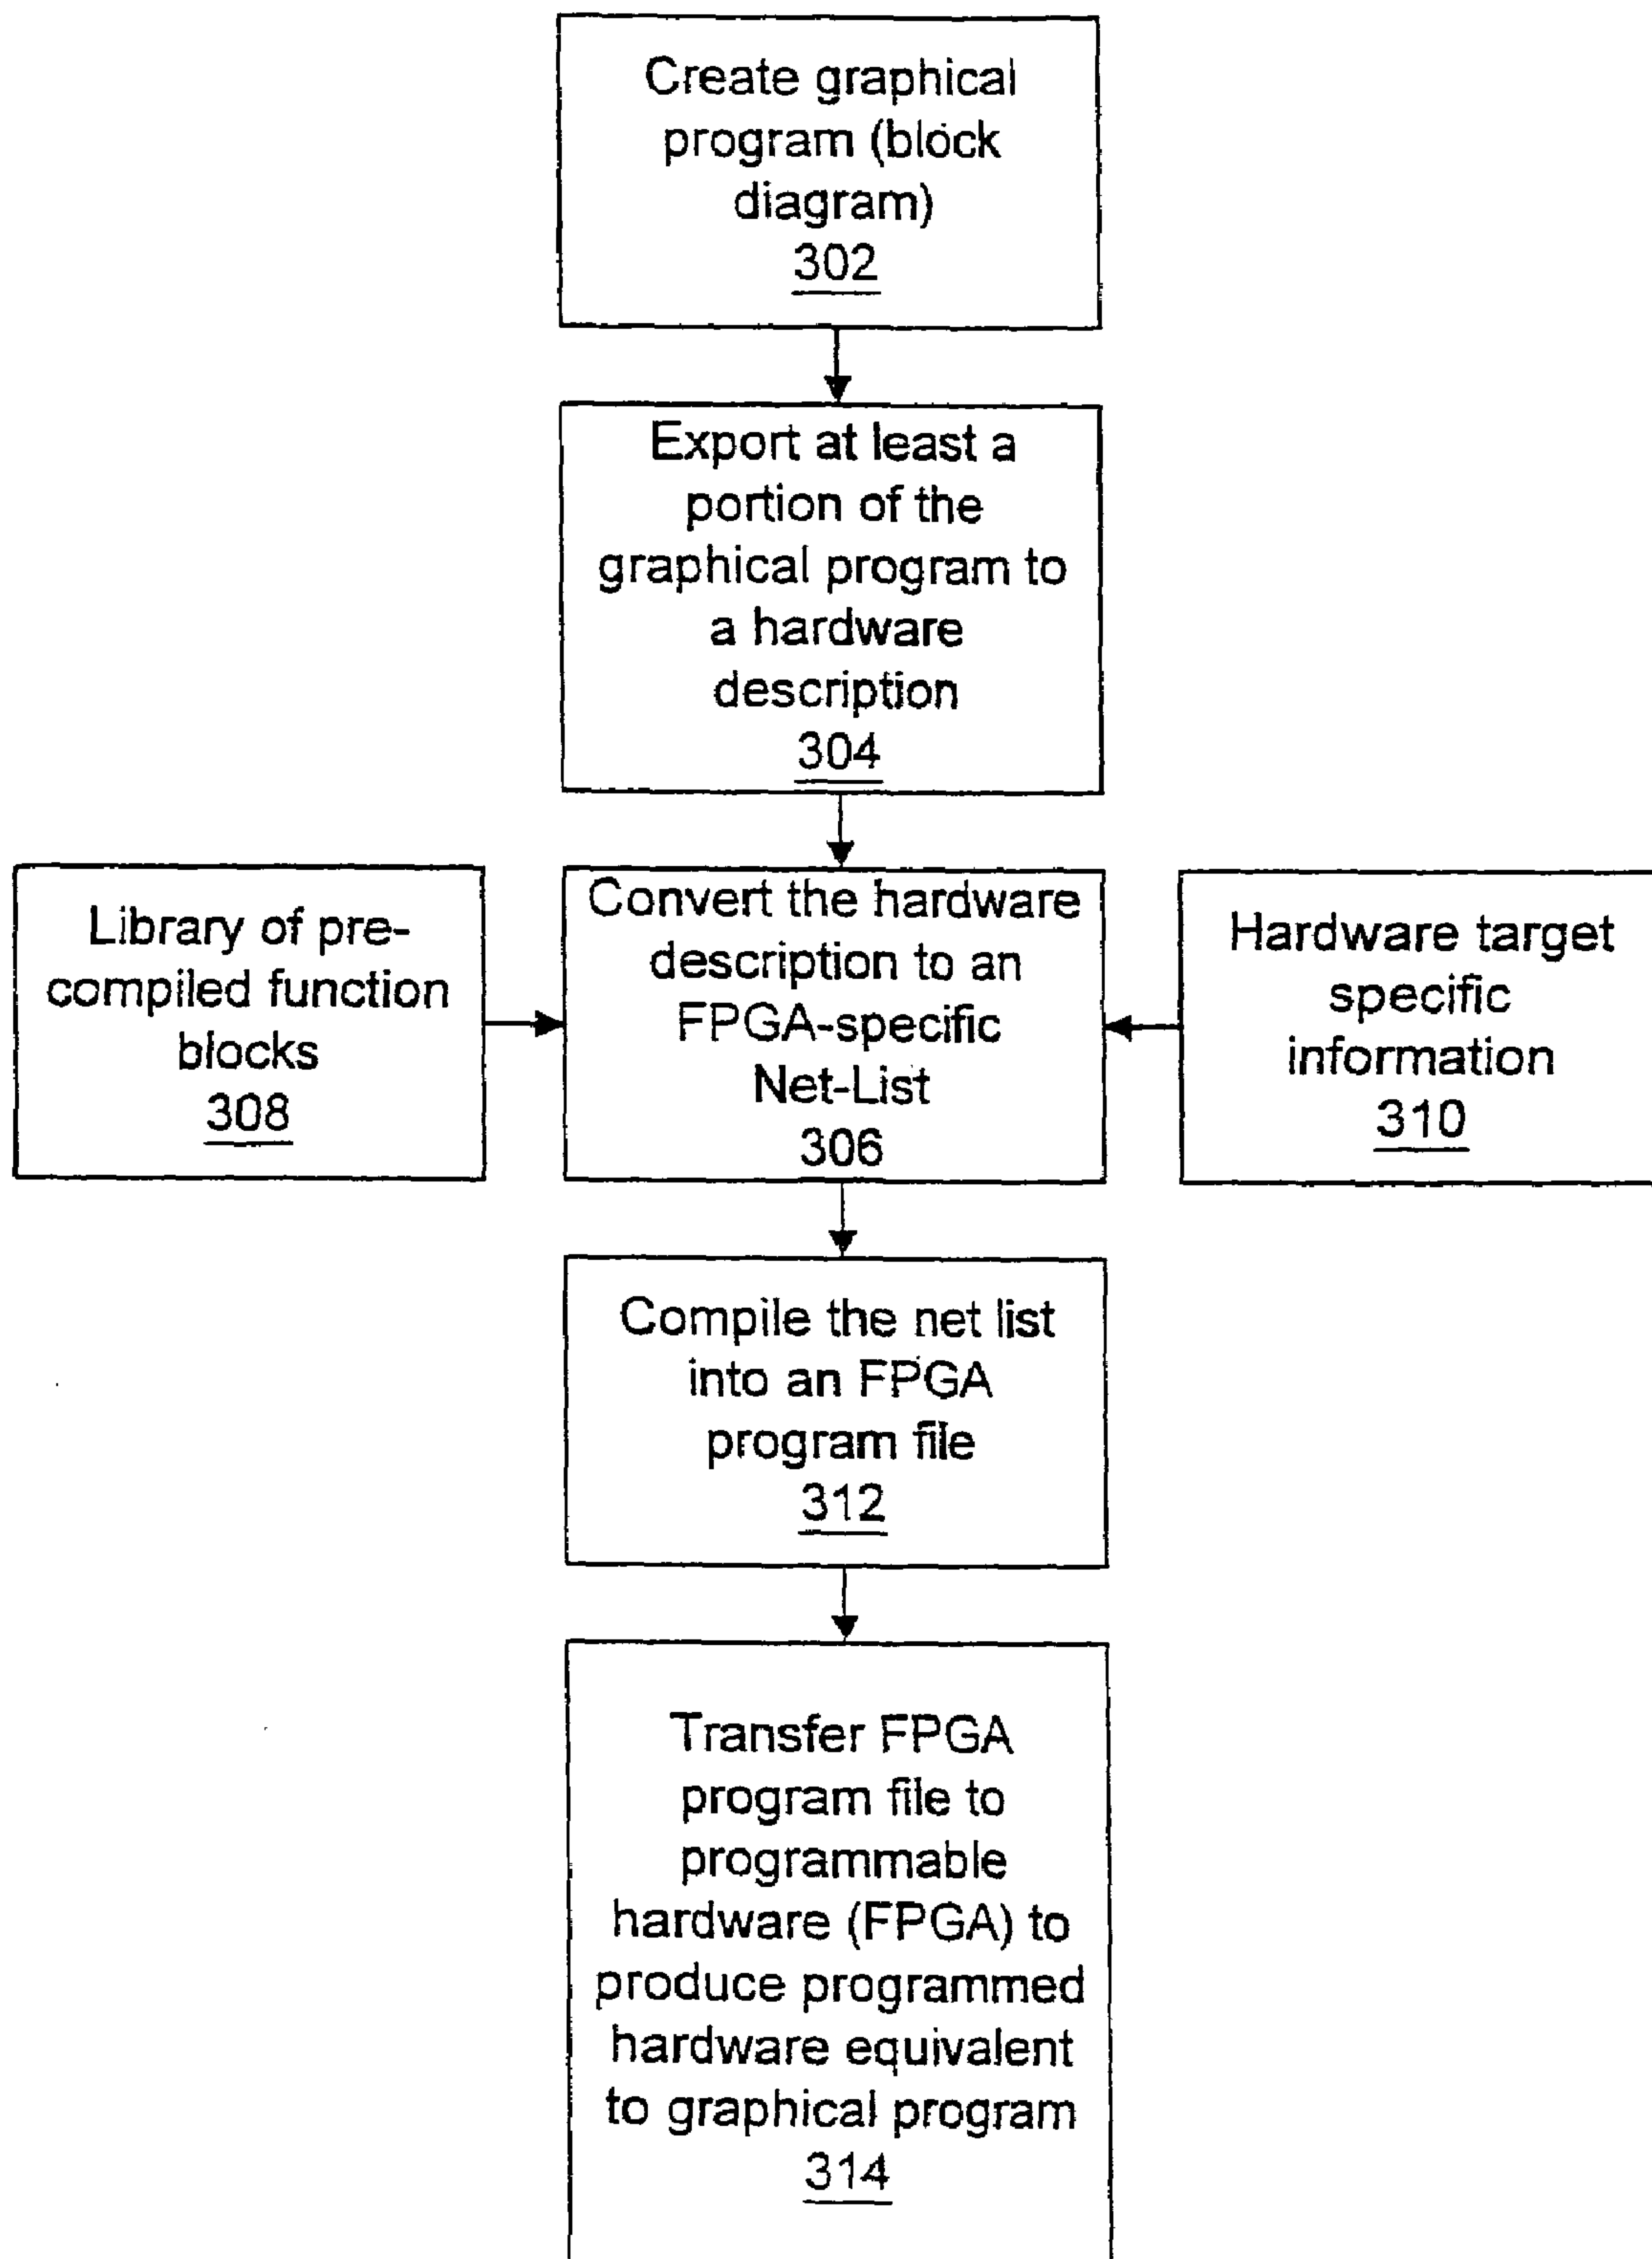 Create graphical
program (block
diagram)
302
Export at least a
portion of the
graphical program to
a hardware
description
304
Library of pre-
compiled function
blocks
308
Convert the hardware
description to an
FPGA-specific
Net-List
306
Hardware target
specific
information
310
Compile the net list
into an FPGA
program file
312
Transfer FPGA
program file to
programmable
hardware (FPGA) to
produce programmed
hardware equivalent
to graphical program
314